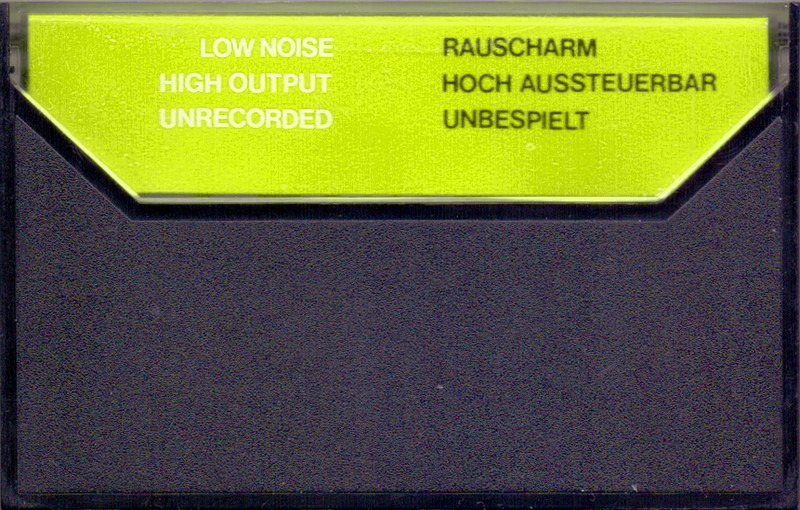 LOW NOISE
HIGH OUTPUT
UNRECORDED
RAUSCHARM
HOCH AUSSTEUERBAR
UNBESPIELT